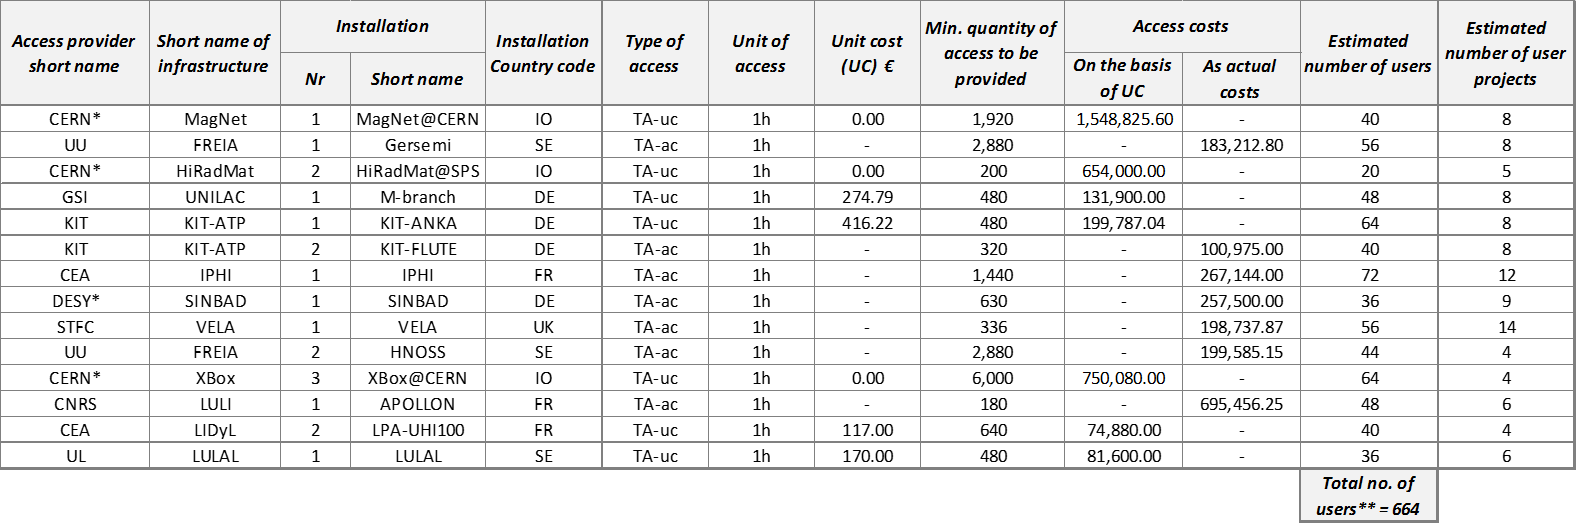 Access provider short name | Short name of infrastructure | Installation | Installation Country code | Type of access | Unit of access | Unit cost (UC) € | Min. quantity of access to be provided | Access costs | Estimated number of users | Estimated number of user projects
Nr | Short name | On the basis of UC | As actual costs
CERN* | MagNet | 1 | MagNet@CERN | IO | TA-uc | 1h | 0.00 | 1,920 | 1,548,825.60 | - | 40 | 8
UU | FREIA | 1 | Gersemi | SE | TA-ac | 1h | - | 2,880 | - | 183,212.80 | 56 | 8
CERN* | HiRadMat | 2 | HiRadMat@SPS | IO | TA-uc | 1h | 0.00 | 200 | 654,000.00 | - | 20 | 5
GSI | UNILAC | 1 | M-branch | DE | TA-uc | 1h | 274.79 | 480 | 131,900.00 | - | 48 | 8
KIT | KIT-ATP | 1 | KIT-ANKA | DE | TA-uc | 1h | 416.22 | 480 | 199,787.04 | - | 64 | 8
KIT | KIT-ATP | 2 | KIT-FLUTE | DE | TA-ac | 1h | - | 320 | - | 100,975.00 | 40 | 8
CEA | IPHI | 1 | IPHI | FR | TA-ac | 1h | - | 1,440 | - | 267,144.00 | 72 | 12
DESY* | SINBAD | 1 | SINBAD | DE | TA-ac | 1h | - | 630 | - | 257,500.00 | 36 | 9
STFC | VELA | 1 | VELA | UK | TA-ac | 1h | - | 336 | - | 198,737.87 | 56 | 14
UU | FREIA | 2 | HNOSS | SE | TA-ac | 1h | - | 2,880 | - | 199,585.15 | 44 | 4
CERN* | XBox | 3 | XBox@CERN | IO | TA-uc | 1h | 0.00 | 6,000 | 750,080.00 | - | 64 | 4
CNRS | LULI | 1 | APOLLON | FR | TA-ac | 1h | - | 180 | - | 695,456.25 | 48 | 6
CEA | LIDyL | 2 | LPA-UHI100 | FR | TA-uc | 1h | 117.00 | 640 | 74,880.00 | - | 40 | 4
UL | LULAL | 1 | LULAL | SE | TA-uc | 1h | 170.00 | 480 | 81,600.00 | - | 36 | 6
Total no. of
users** = 664